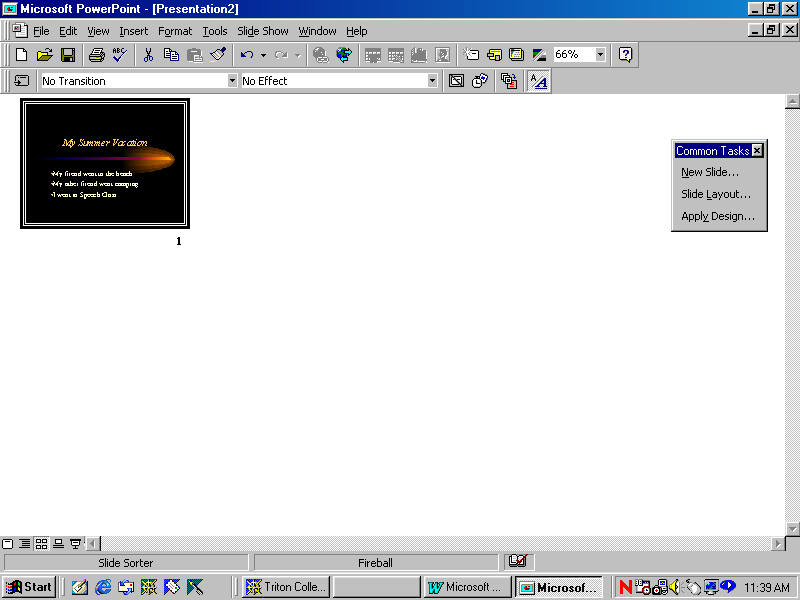 Microsoft PowerPoint - [Presentation2]
File Edit View Insert Format Tools Slide Show Window Help
ABC 66% ?
No Transition No Effect
My Summer Vacation
•My friend went to the beach
•My other friend went camping
•I went to Speech Class
1
Common Tasks
New Slide...
Slide Layout...
Apply Design...
Slide Sorter Fireball
Start Triton Colle... Microsoft ... Microsof... 11:39 AM